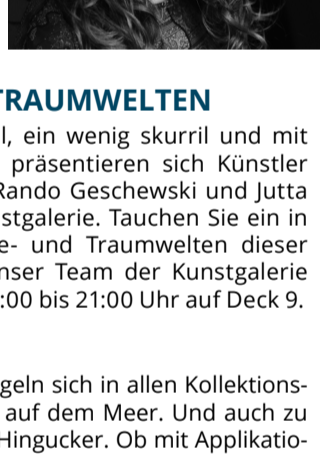 TRAUMWELTEN
l, ein wenig skurril und mit
präsentieren sich Künstler
Rando Geschewski und Jutta
stgalerie. Tauchen Sie ein in
e- und Traumwelten dieser
nser Team der Kunstgalerie
:00 bis 21:00 Uhr auf Deck 9.
geln sich in allen Kollektions-
auf dem Meer. Und auch zu
Hingucker. Ob mit Applikatio-